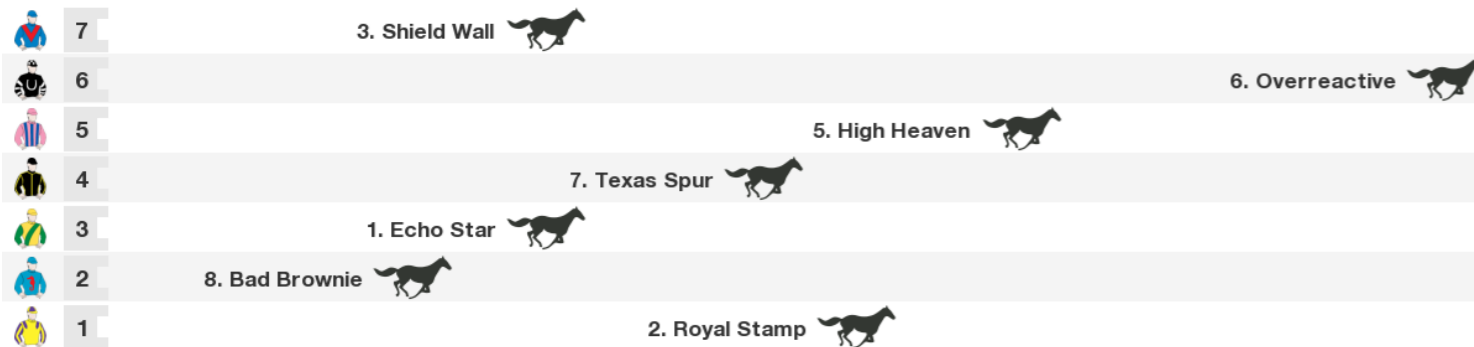 7 3. Shield Wall
6 6. Overreactive
5 5. High Heaven
4 7. Texas Spur
3 1. Echo Star
2 8. Bad Brownie
1 2. Royal Stamp